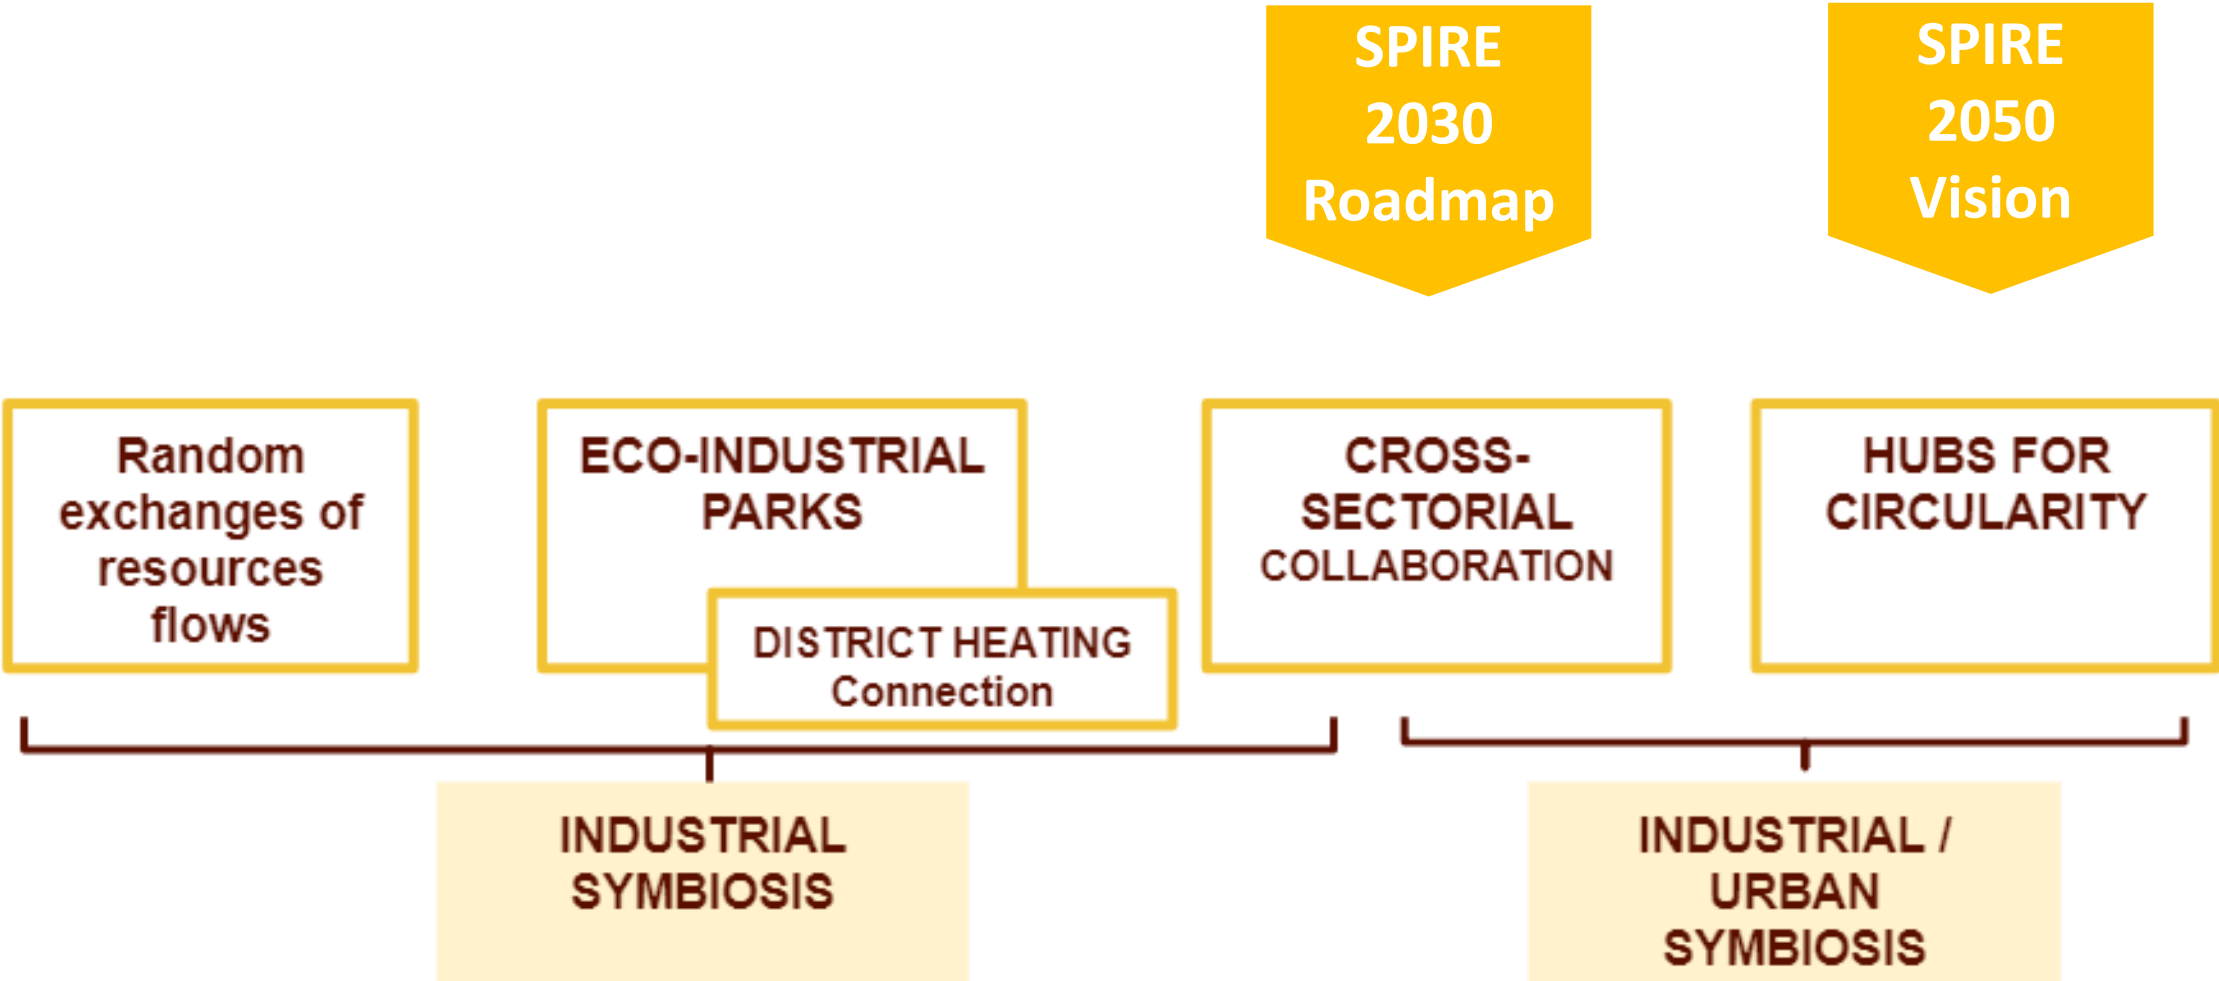 SPIRE
2030
Roadmap
SPIRE
2050
Vision
Random
exchanges of
resources
flows
ECO-INDUSTRIAL
PARKS
DISTRICT HEATING
Connection
CROSS-
SECTORIAL
COLLABORATION
HUBS FOR
CIRCULARITY
INDUSTRIAL
SYMBIOSIS
INDUSTRIAL /
URBAN
SYMBIOSIS